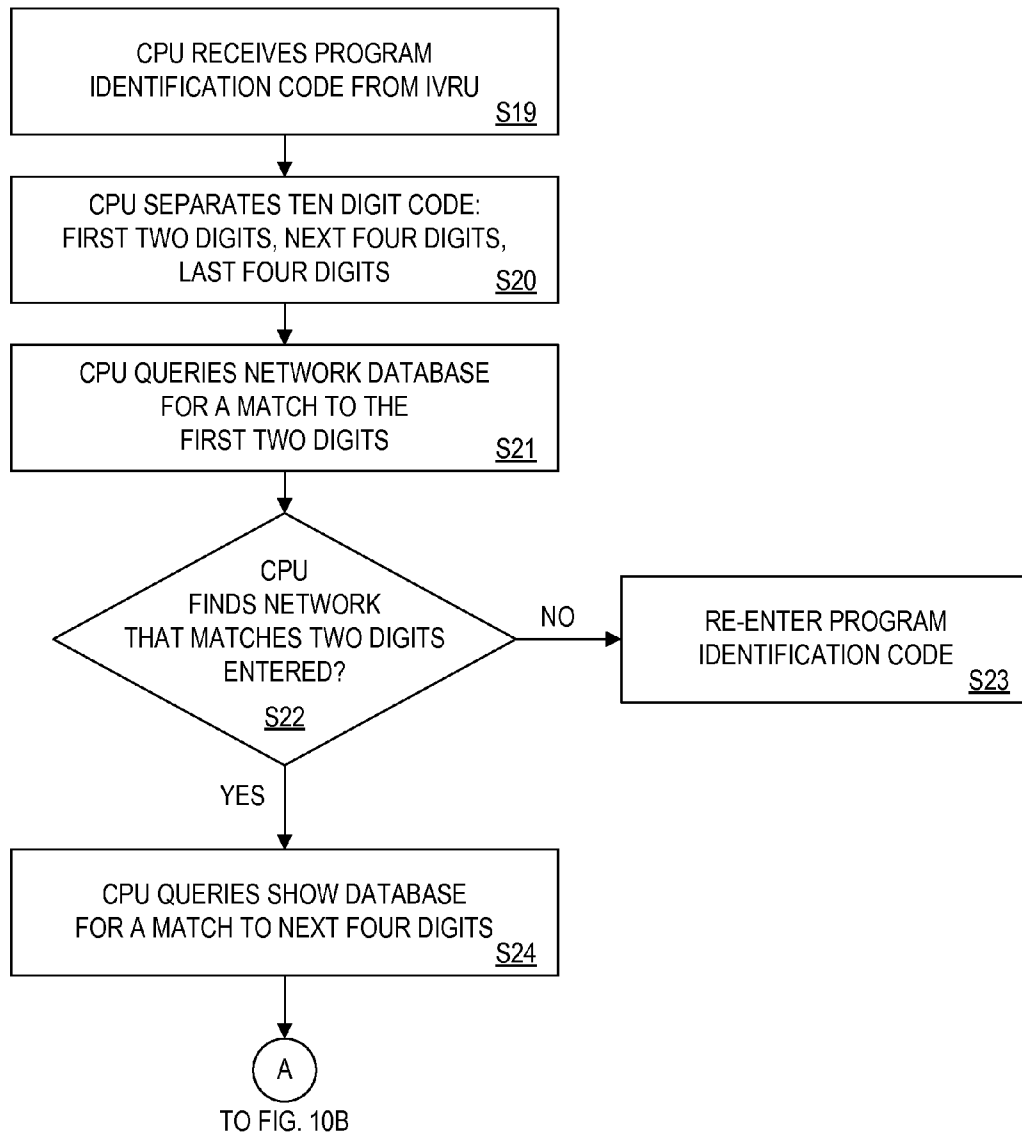 CPU RECEIVES PROGRAM
IDENTIFICATION CODE FROM IVRU
S19
CPU SEPARATES TEN DIGIT CODE:
FIRST TWO DIGITS, NEXT FOUR DIGITS,
LAST FOUR DIGITS
S20
CPU QUERIES NETWORK DATABASE
FOR A MATCH TO THE
FIRST TWO DIGITS
S21
CPU
FINDS NETWORK
THAT MATCHES TWO DIGITS
ENTERED?
S22
NO
RE-ENTER PROGRAM
IDENTIFICATION CODE
S23
YES
CPU QUERIES SHOW DATABASE
FOR A MATCH TO NEXT FOUR DIGITS
S24
A
TO FIG. 10B